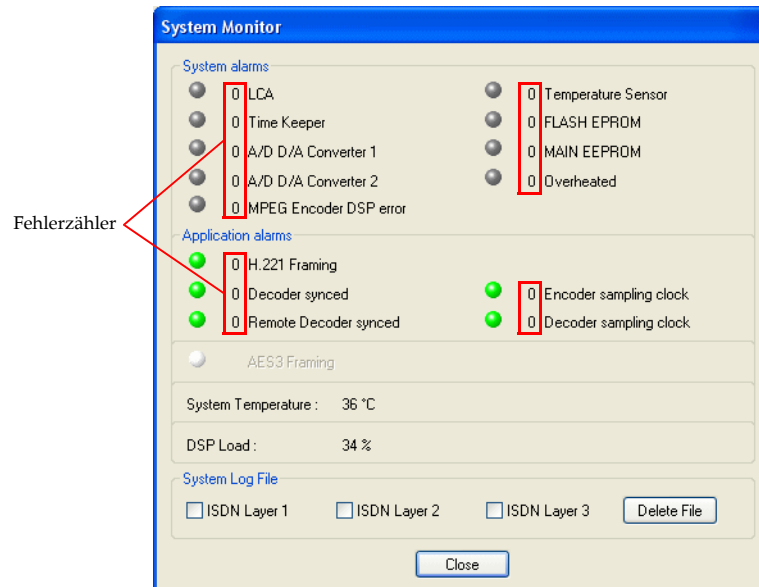 System Monitor
System alarms
0 LCA
0 Temperature Sensor
0 Time Keeper
0 FLASH EPROM
0 A/D D/A Converter 1
0 MAIN EEPROM
0 A/D D/A Converter 2
0 Overheated
0 MPEG Encoder DSP error
Fehlerzähler
Application alarms
0 H.221 Framing
0 Decoder synced
0 Encoder sampling clock
0 Remote Decoder synced
0 Decoder sampling clock
AES3 Framing
System Temperature : 36 °C
DSP Load : 34 %
System Log File
ISDN Layer 1
ISDN Layer 2
ISDN Layer 3
Delete File
Close